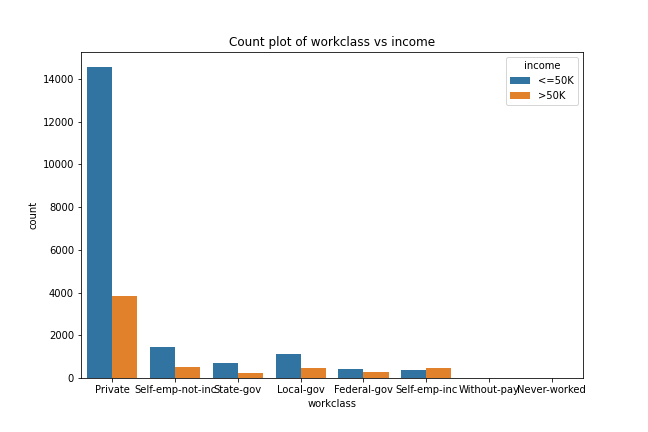 Count plot of workclass vs income
income
<=50K
>50K
14000
12000
10000
8000
6000
4000
2000
0
count
Private Self-emp-not-inc State-gov Local-gov Federal-gov Self-emp-inc Without-pay Never-worked
workclass